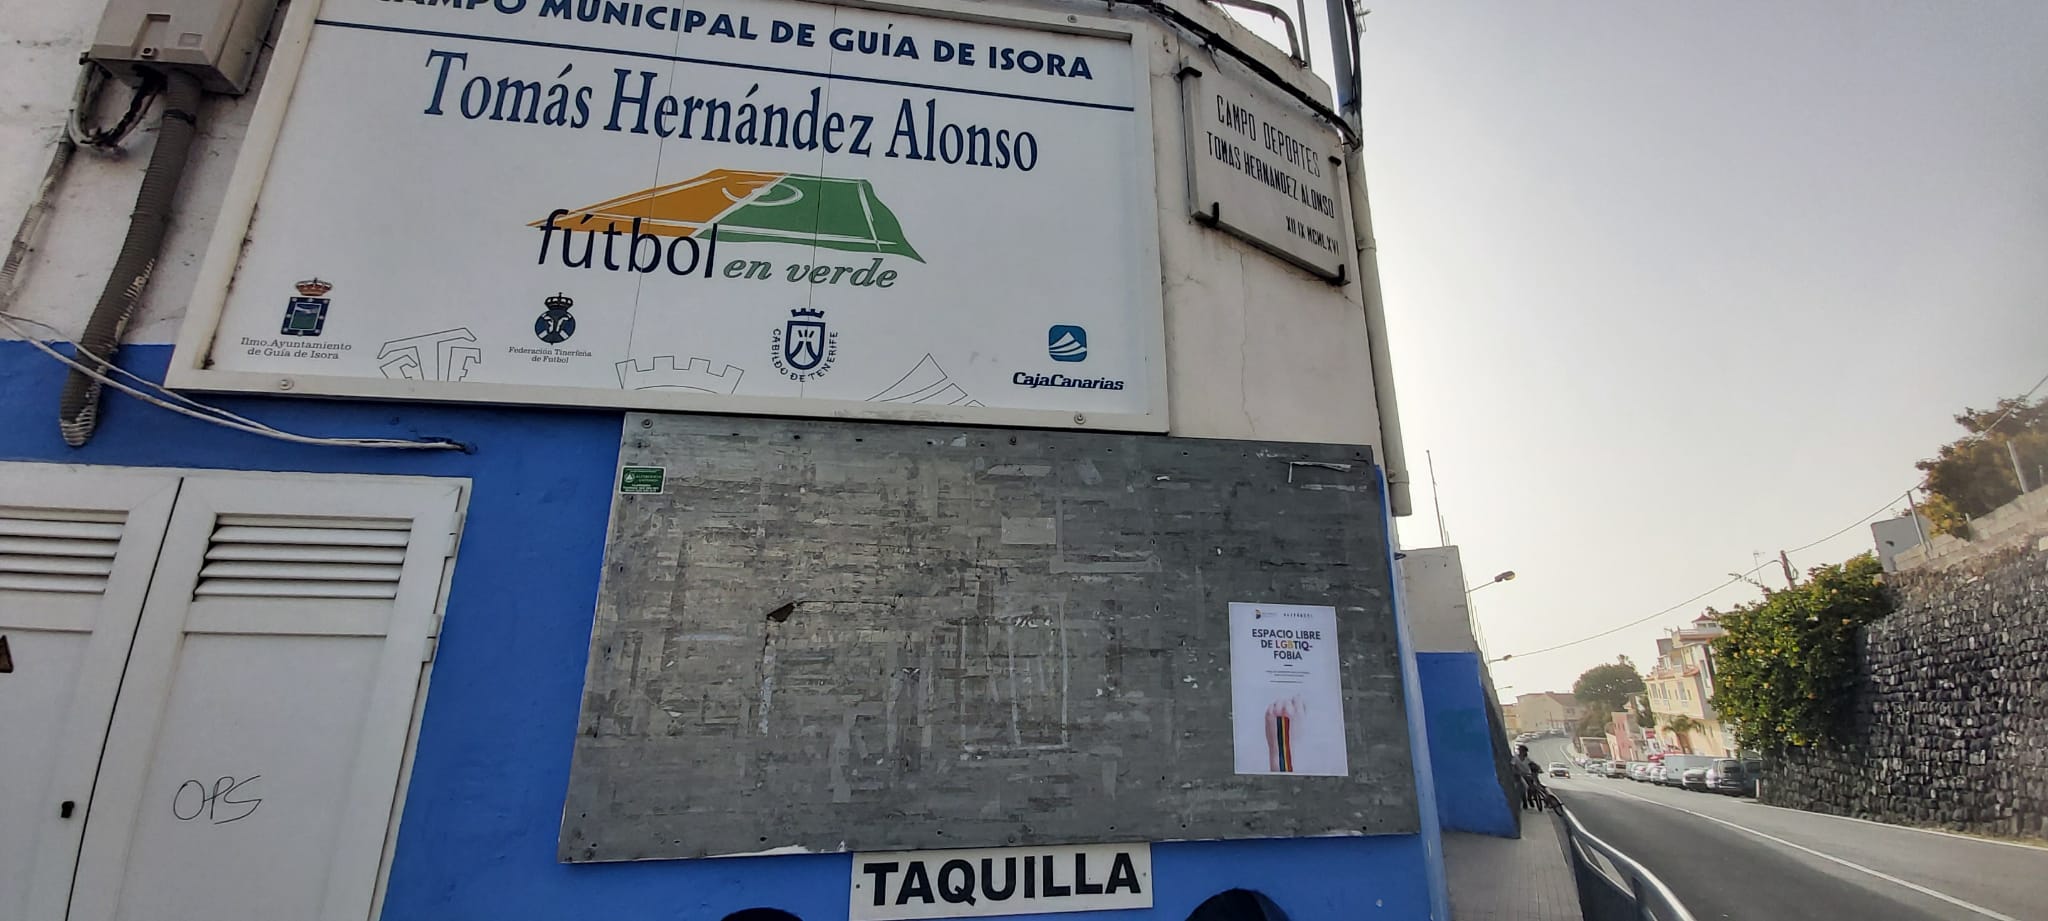 CAMPO MUNICIPAL DE GUÍA DE ISORA
Tomás Hernández Alonso
fútbol en verde
Ilmo. Ayuntamiento
de Guía de Isora
Federación Tinerfeña
de Futbol
CABILDO DE TENERIFE
CajaCanarias
CAMPO DEPORTES
TOMAS HERNANDEZ ALONSO
XII IX MCMLXVI
ESPACIO LIBRE
DE LGBTIQ-
FOBIA
OPS
TAQUILLA